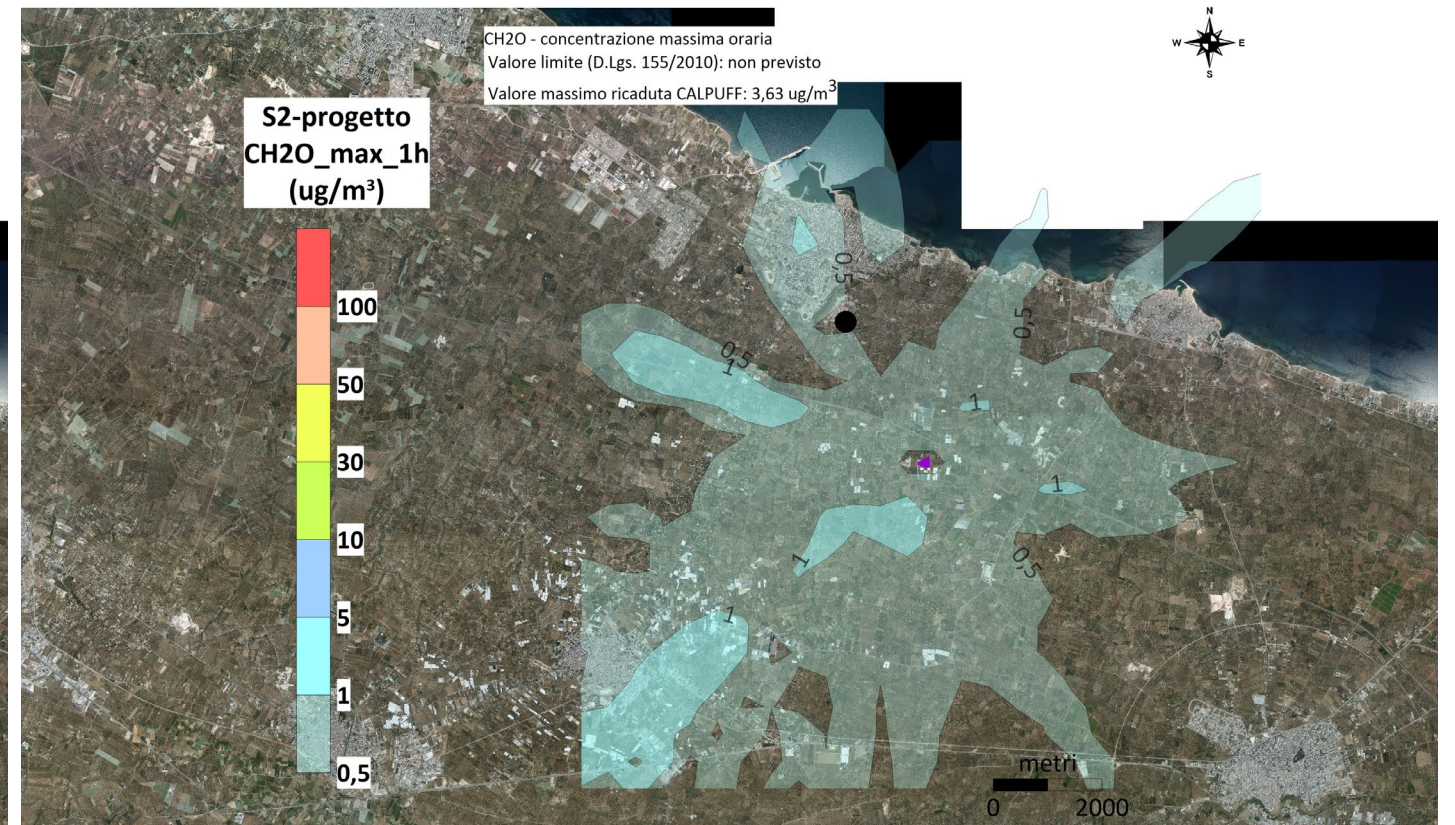 CH2O - concentrazione massima oraria
Valore limite (D.Lgs. 155/2010): non previsto
Valore massimo ricaduta CALPUFF: 3,63 ug/m³
N
W E
S
S2-progetto
CH2O_max_1h
(ug/m³)
100
50
30
10
5
1
0,5
0,5
0,5
0,5
1
1
1
0,5
1
1
metri
0 2000